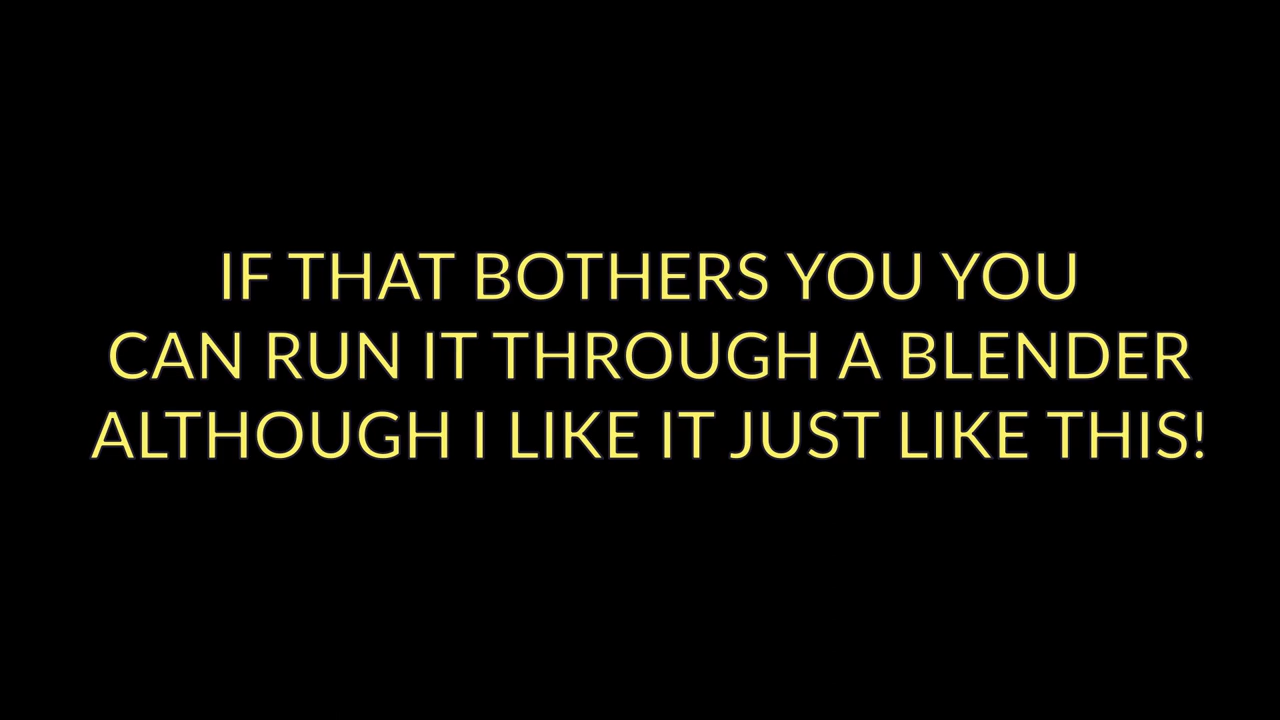 IF THAT BOTHERS YOU YOU
CAN RUN IT THROUGH A BLENDER
ALTHOUGH I LIKE IT JUST LIKE THIS!